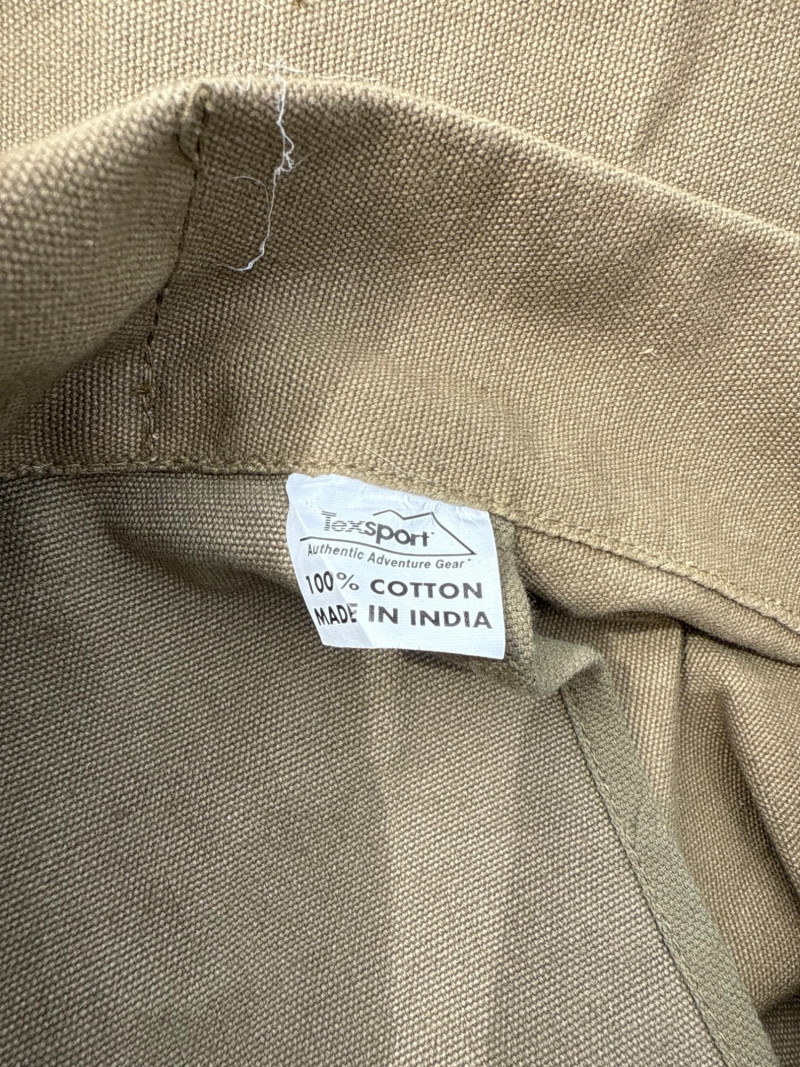 Texsport
Authentic Adventure Gear
100% COTTON
MADE IN INDIA